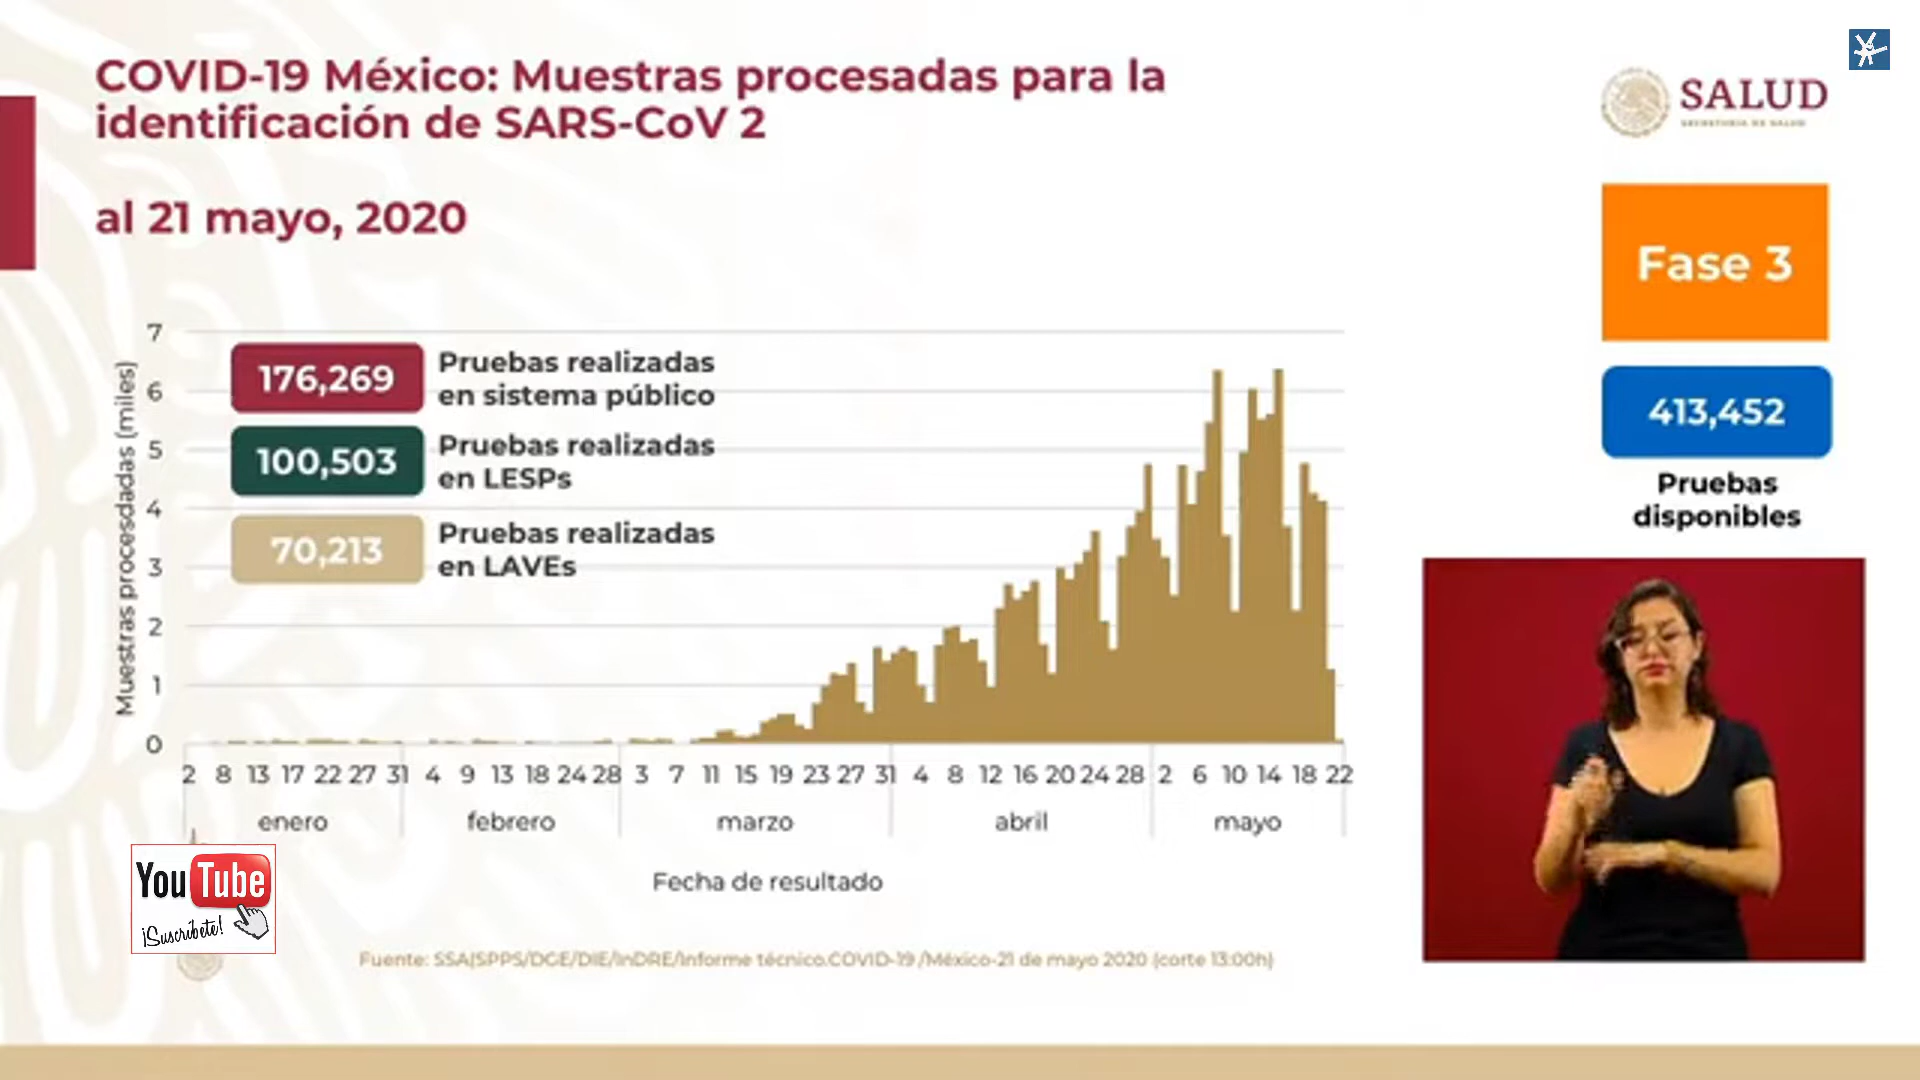 COVID-19 México: Muestras procesadas para la
identificación de SARS-CoV 2
al 21 mayo, 2020
SALUD
SECRETARÍA DE SALUD
Fase 3
413,452
Pruebas
disponibles
Muestras procesdadas (miles)
7
6
5
4
3
2
1
0
176,269
Pruebas realizadas
en sistema público
100,503
Pruebas realizadas
en LESPs
70,213
Pruebas realizadas
en LAVEs
2 8 13 17 22 27 31 4 9 13 18 24 28 3 7 11 15 19 23 27 31 4 8 12 16 20 24 28 2 6 10 14 18 22
enero febrero marzo abril mayo
Fecha de resultado
YouTube
¡Suscríbete!
Fuente: SSA(SPPS/DGE/DIE/InDRE/Informe técnico.COVID-19 /México-21 de mayo 2020 (corte 13:00h)